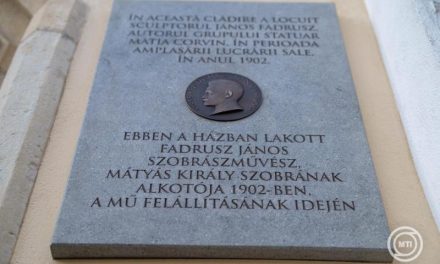 ÎN ACEASTĂ CLĂDIRE A LOCUIT
SCULPTORUL JÁNOS FADRUSZ,
AUTORUL GRUPULUI STATUAR
MATIA CORVIN, ÎN PERIOADA
AMPLASĂRII LUCRĂRII SALE,
ÎN ANUL 1902.
EBBEN A HÁZBAN LAKOTT
FADRUSZ JÁNOS
SZOBRÁSZMŰVÉSZ,
MÁTYÁS KIRÁLY SZOBRÁNAK
ALKOTÓJA 1902-BEN,
A MŰ FELÁLLÍTÁSÁNAK IDEJÉN
MTI